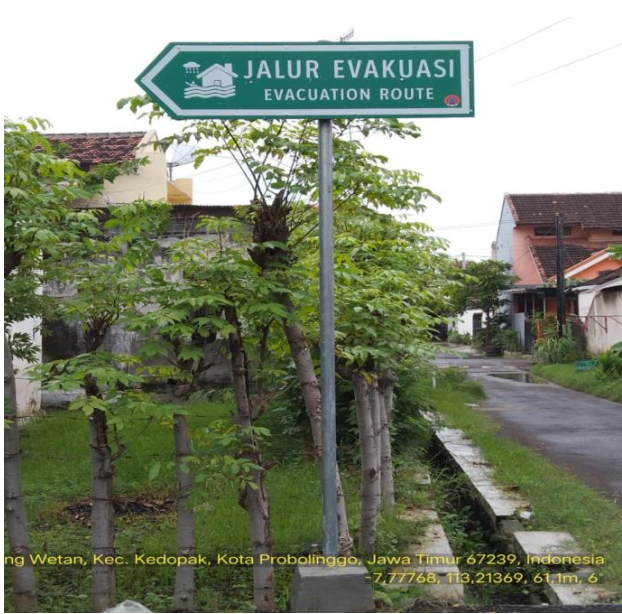 JALUR EVAKUASI
EVACUATION ROUTE
ng Wetan, Kec. Kedopak, Kota Probolinggo, Jawa Timur 67239, Indonesia
-7,77768, 113,21369, 61,1m, 6